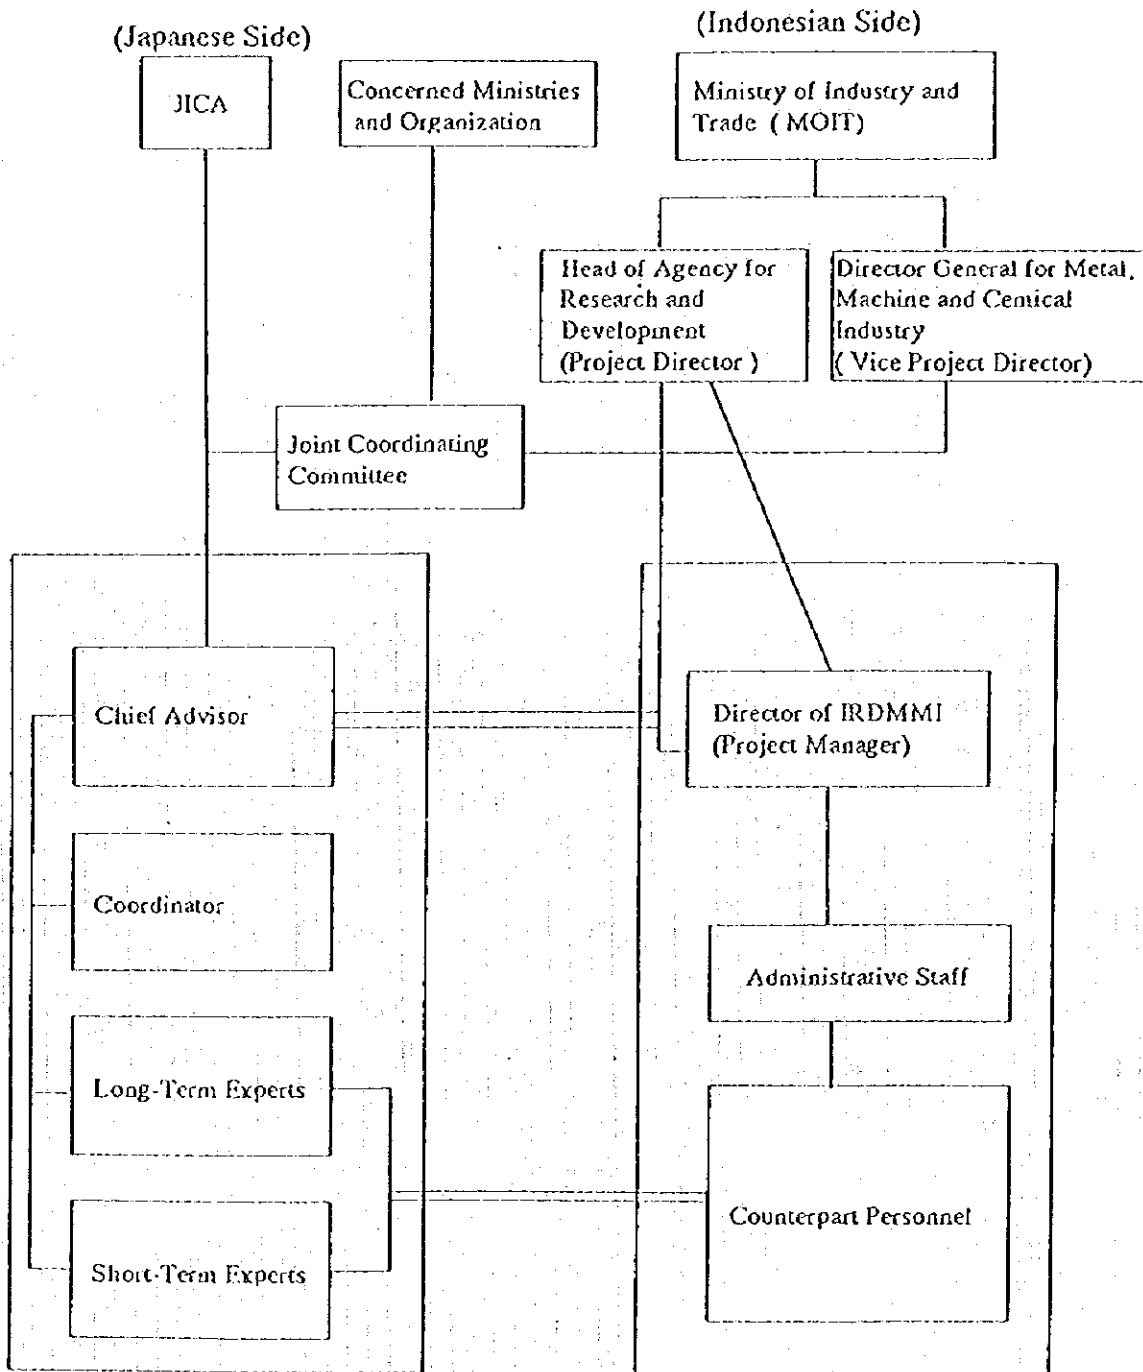 (Japanese Side)
(Indonesian Side)
JICA
Concerned Ministries
and Organization
Ministry of Industry and
Trade ( MOIT)
Head of Agency for
Research and
Development
(Project Director )
Director General for Metal,
Machine and Cemical
Industry
( Vice Project Director)
Joint Coordinating
Committee
Chief Advisor
Director of IRDMMI
(Project Manager)
Coordinator
Administrative Staff
Long-Term Experts
Counterpart Personnel
Short-Term Experts